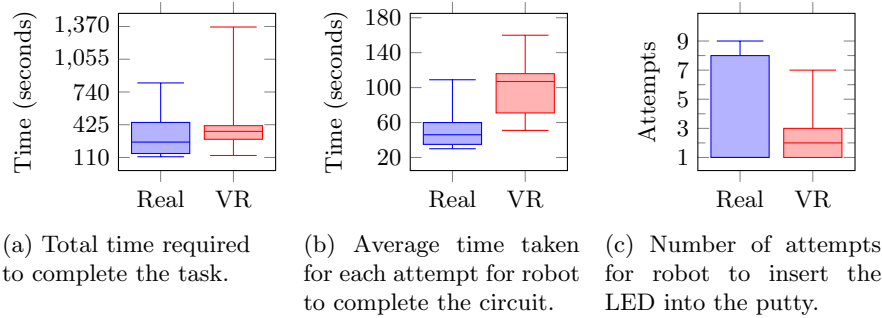 1,370
1,055
740
425
110
Time (seconds)
Real VR
(a) Total time required
to complete the task.
180
140
100
60
20
Time (seconds)
Real VR
(b) Average time taken
for each attempt for robot
to complete the circuit.
9
7
5
3
1
Attempts
Real VR
(c) Number of attempts
for robot to insert the
LED into the putty.